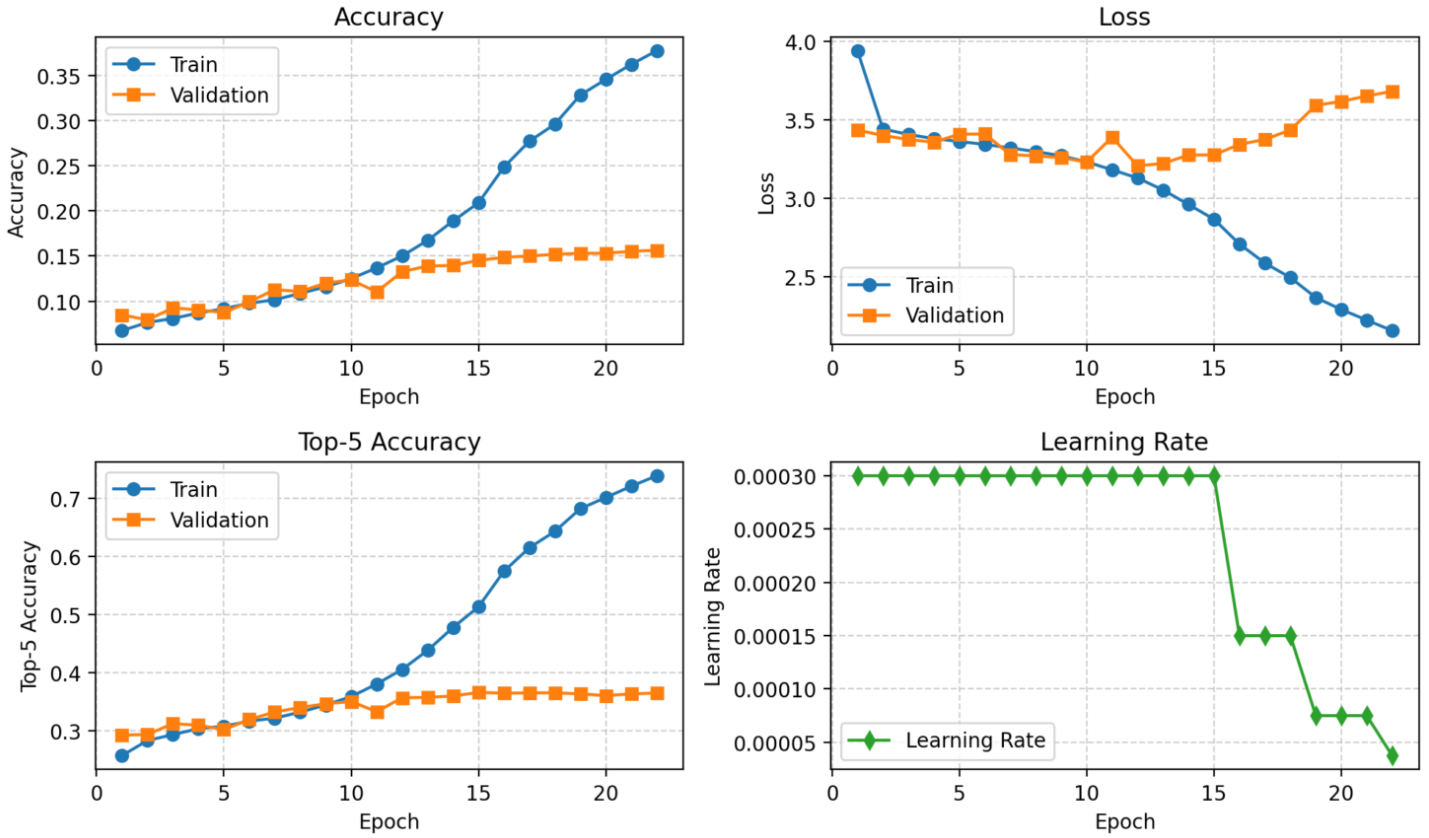 Accuracy
Train
Validation
0.35
0.30
0.25
0.20
0.15
0.10
Accuracy
0 5 10 15 20
Epoch
Loss
4.0
3.5
3.0
2.5
Loss
Train
Validation
0 5 10 15 20
Epoch
Top-5 Accuracy
Train
Validation
0.7
0.6
0.5
0.4
0.3
Top-5 Accuracy
0 5 10 15 20
Epoch
Learning Rate
0.00030
0.00025
0.00020
0.00015
0.00010
0.00005
Learning Rate
Learning Rate
0 5 10 15 20
Epoch